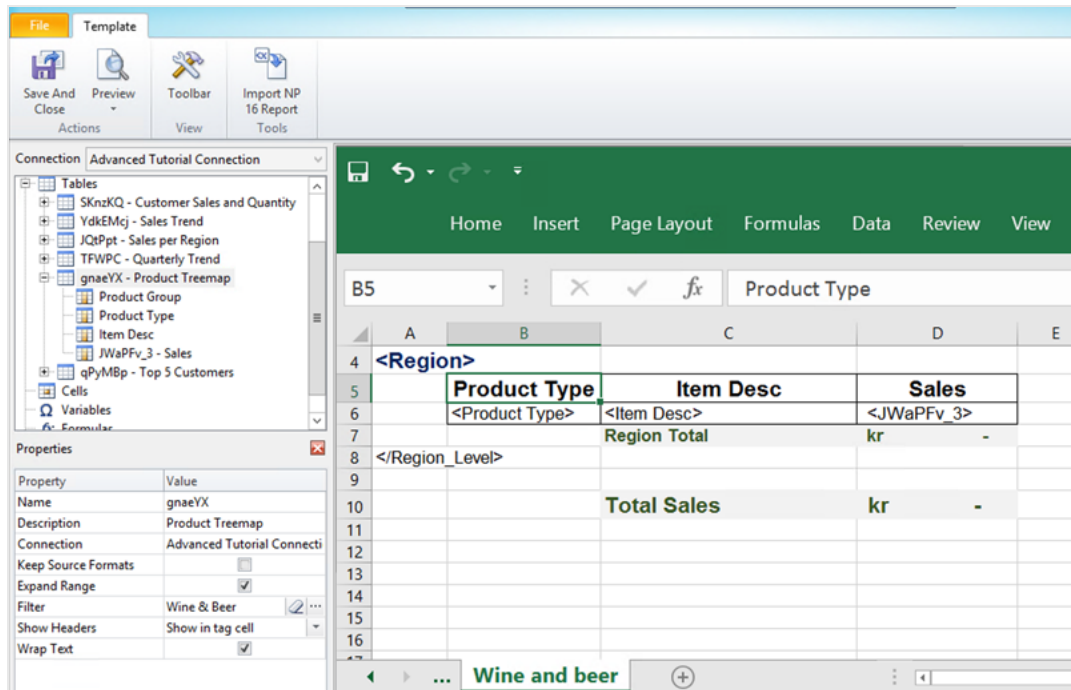 File Template
Save And Close Preview Toolbar Import NP 16 Report
Actions View Tools
Connection Advanced Tutorial Connection
Tables
SKnzKQ - Customer Sales and Quantity
YdkEMcj - Sales Trend
JQtPpt - Sales per Region
TFWPC - Quarterly Trend
gnaeYX - Product Treemap
Product Group
Product Type
Item Desc
JWaPFv_3 - Sales
qPyMBp - Top 5 Customers
Cells
Ω Variables
fx Formulas
Properties
Property Value
Name gnaeYX
Description Product Treemap
Connection Advanced Tutorial Connecti
Keep Source Formats
Expand Range
Filter Wine & Beer ...
Show Headers Show in tag cell
Wrap Text
Home Insert Page Layout Formulas Data Review View
B5 fx Product Type
A B C D E
4 <Region>
5 Product Type Item Desc Sales
6 <Product Type> <Item Desc> <JWaPFv_3>
7 Region Total kr -
8 </Region_Level>
9
10 Total Sales kr -
11
12
13
14
15
16
17
... Wine and beer